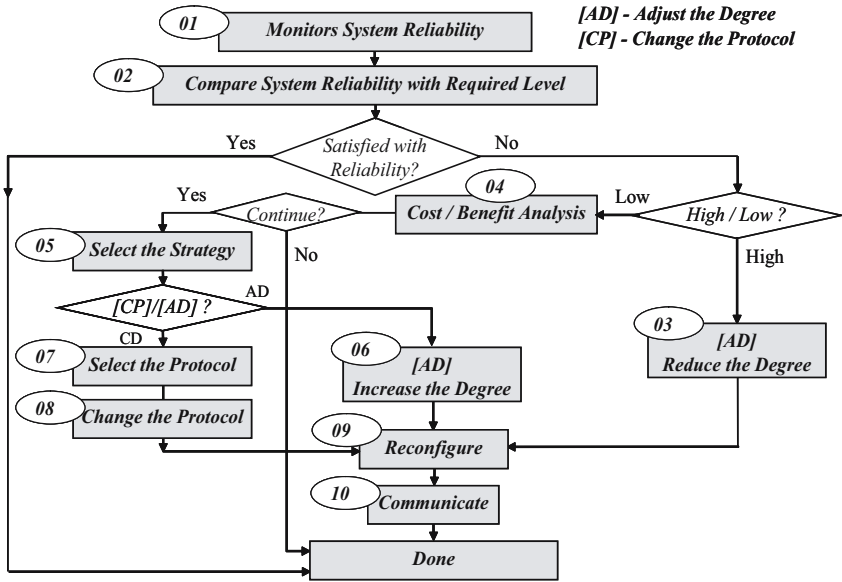 [AD] - Adjust the Degree
[CP] - Change the Protocol
01
Monitors System Reliability
02
Compare System Reliability with Required Level
Yes
Satisfied with
Reliability?
No
Yes
Continue?
04
Cost / Benefit Analysis
Low
High / Low ?
05
Select the Strategy
No
High
[CP]/[AD] ?
AD
CD
03
[AD]
Reduce the Degree
07
Select the Protocol
06
[AD]
Increase the Degree
08
Change the Protocol
09
Reconfigure
10
Communicate
Done